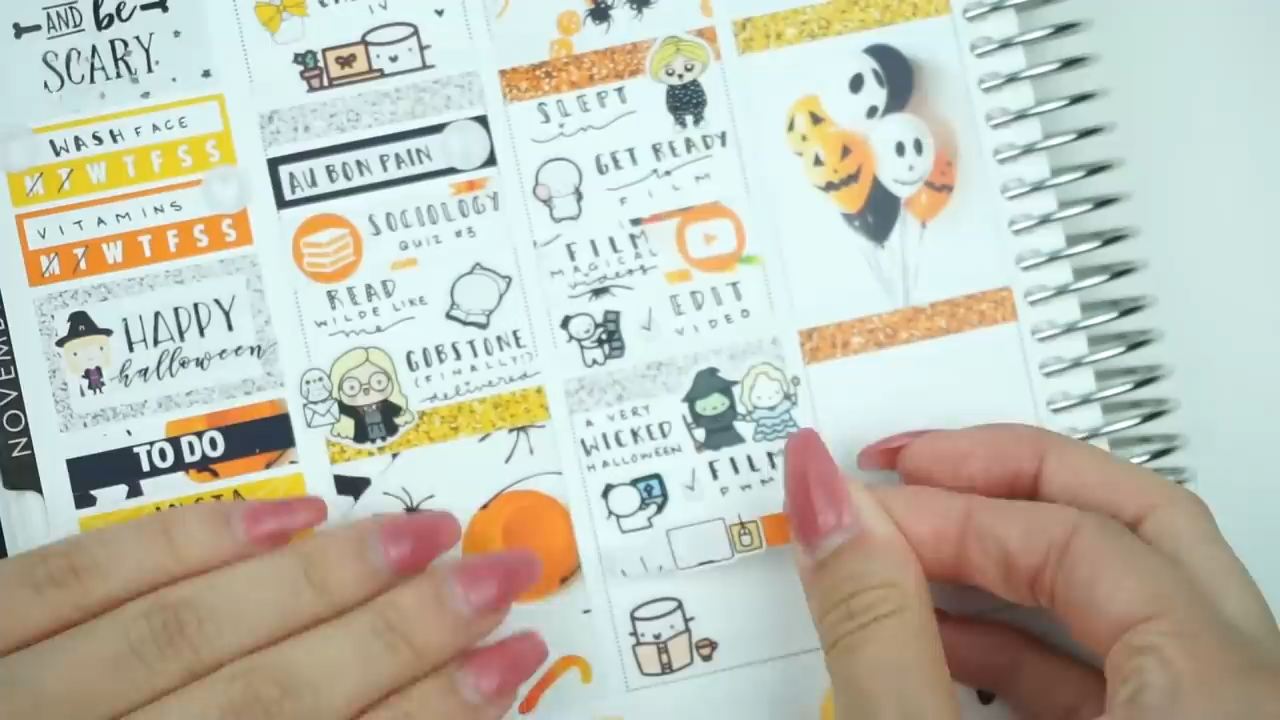 AND be
SCARY
WASH FACE
M T W T F S S
VITAMINS
M T W T F S S
HAPPY
halloween
TO DO
NOVEMB
AU BON PAIN
SOCIOLOGY
QUIZ #3
READ
WILDE LIKE
me
GOBSTONE
(FINALLY!)
delivered
SLEPT
in
GET READY
to
FILM
FILM
MAGICAL
videos
EDIT
VIDEO
A VERY
WICKED
HALLOWEEN
FILM
PWM